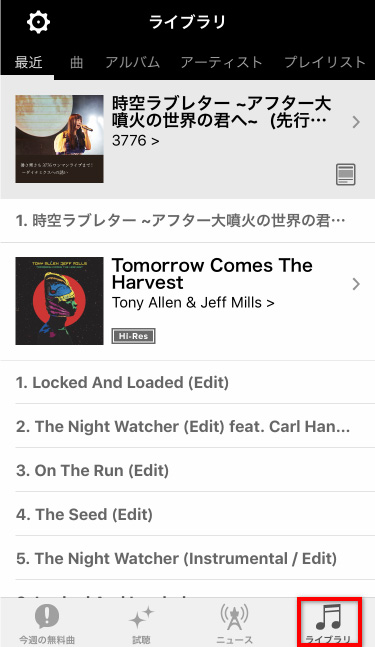 ライブラリ
最近 曲 アルバム アーティスト プレイリスト
時空ラブレター ~アフター大
噴火の世界の君へ~ (先行…
3776 >
1. 時空ラブレター ~アフター大噴火の世界の君…
TONY ALLEN JEFF MILLS
Tomorrow Comes The
Harvest
Tony Allen & Jeff Mills >
Hi-Res
1. Locked And Loaded (Edit)
2. The Night Watcher (Edit) feat. Carl Han...
3. On The Run (Edit)
4. The Seed (Edit)
5. The Night Watcher (Instrumental / Edit)
今週の無料曲 試聴 ニュース ライブラリ